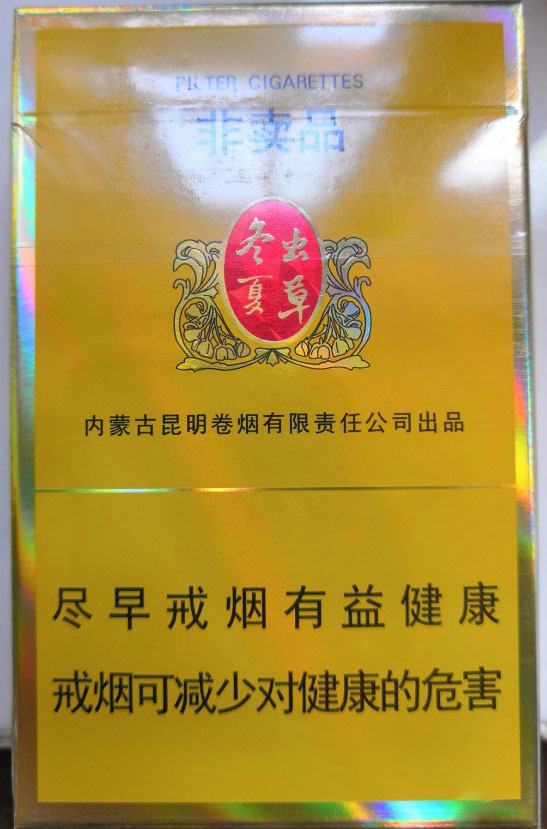 FILTER CIGARETTES
非卖品
冬虫
夏草
内蒙古昆明卷烟有限责任公司出品
尽早戒烟有益健康
戒烟可减少对健康的危害